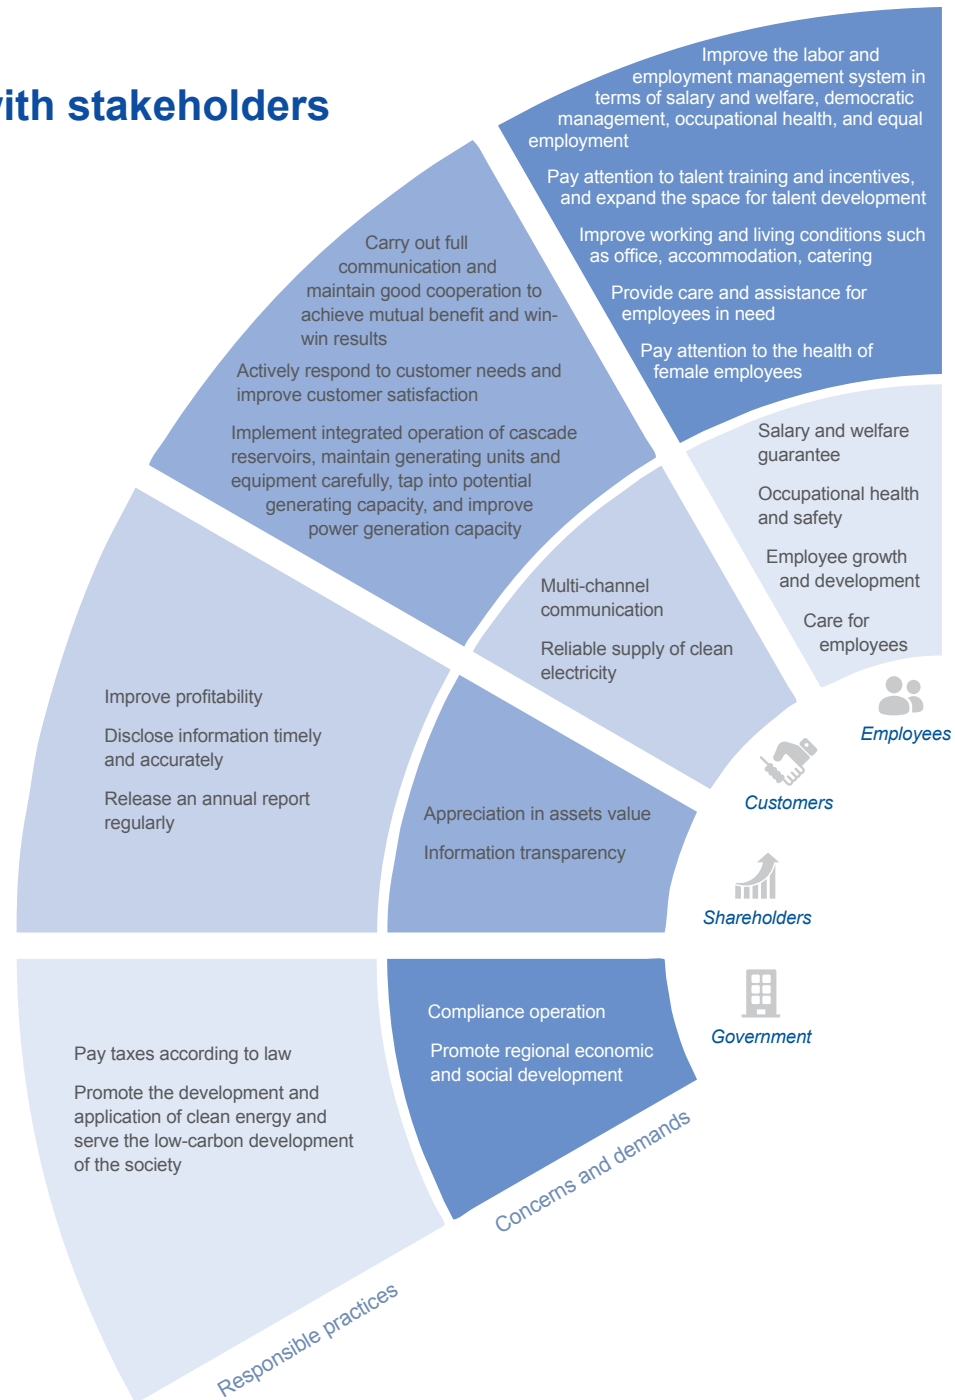 with stakeholders
Improve the labor and
employment management system in
terms of salary and welfare, democratic
management, occupational health, and equal
employment
Pay attention to talent training and incentives,
and expand the space for talent development
Improve working and living conditions such
as office, accommodation, catering
Provide care and assistance for
employees in need
Pay attention to the health of
female employees
Salary and welfare
guarantee
Occupational health
and safety
Employee growth
and development
Care for
employees
Employees
Carry out full
communication and
maintain good cooperation to
achieve mutual benefit and win-
win results
Actively respond to customer needs and
improve customer satisfaction
Implement integrated operation of cascade
reservoirs, maintain generating units and
equipment carefully, tap into potential
generating capacity, and improve
power generation capacity
Multi-channel
communication
Reliable supply of clean
electricity
Customers
Improve profitability
Disclose information timely
and accurately
Release an annual report
regularly
Appreciation in assets value
Information transparency
Shareholders
Pay taxes according to law
Promote the development and
application of clean energy and
serve the low-carbon development
of the society
Compliance operation
Promote regional economic
and social development
Government
Concerns and demands
Responsible practices